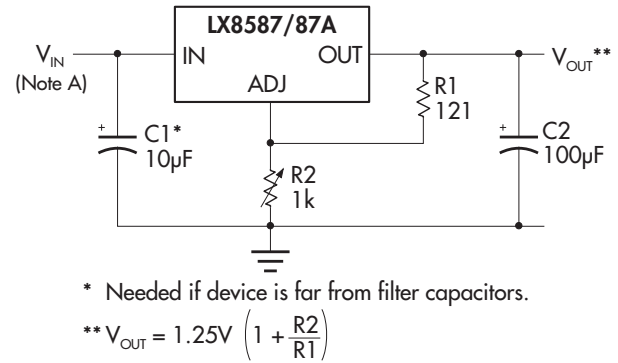 LX8587/87A
V_IN
(Note A)
IN
OUT
V_OUT**
ADJ
R1
121
+
C1*
10µF
R2
1k
+
C2
100µF
* Needed if device is far from filter capacitors.
** V_OUT = 1.25V (1 + R2/R1)